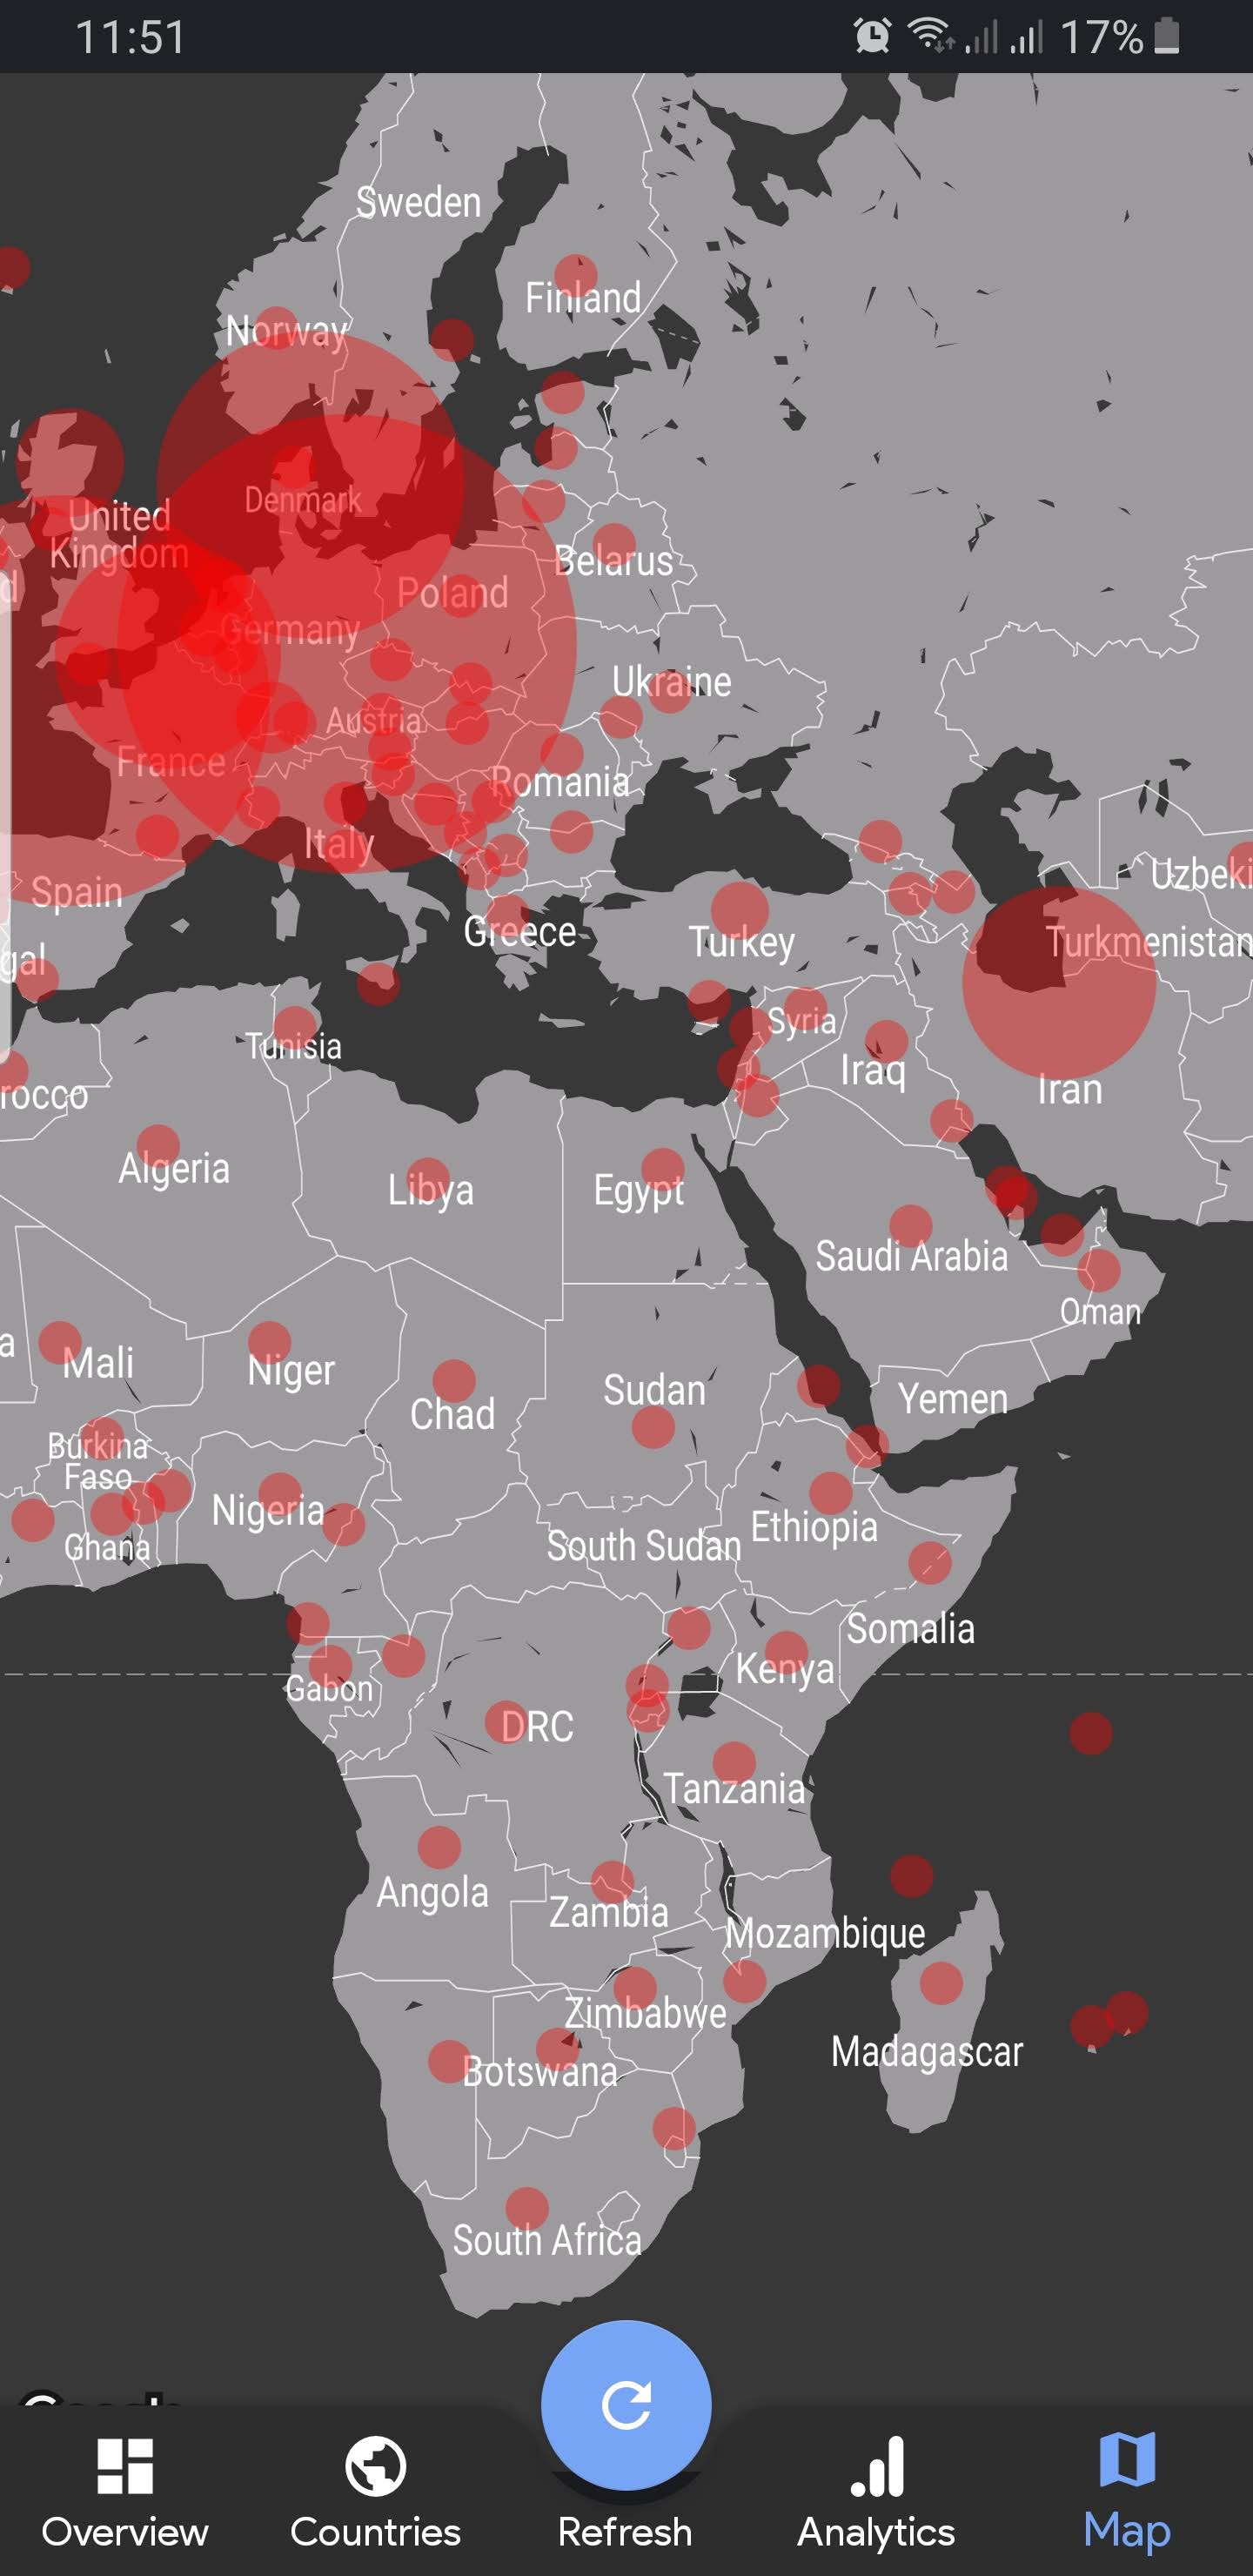 11:51
17%
Sweden
Finland
Norway
Denmark
United
Kingdom
d
Belarus
Poland
Germany
Ukraine
Austria
France
Romania
Italy
Uzbeki
Spain
Greece
Turkey
Turkmenistan
gal
Syria
Tunisia
Iraq
Iran
rocco
Algeria
Libya
Egypt
Saudi Arabia
Oman
a
Mali
Niger
Chad
Sudan
Yemen
Burkina
Faso
Nigeria
Ghana
South Sudan
Ethiopia
Somalia
Kenya
Gabon
DRC
Tanzania
Angola
Zambia
Mozambique
Zimbabwe
Madagascar
Botswana
South Africa
Overview
Countries
Refresh
Analytics
Map